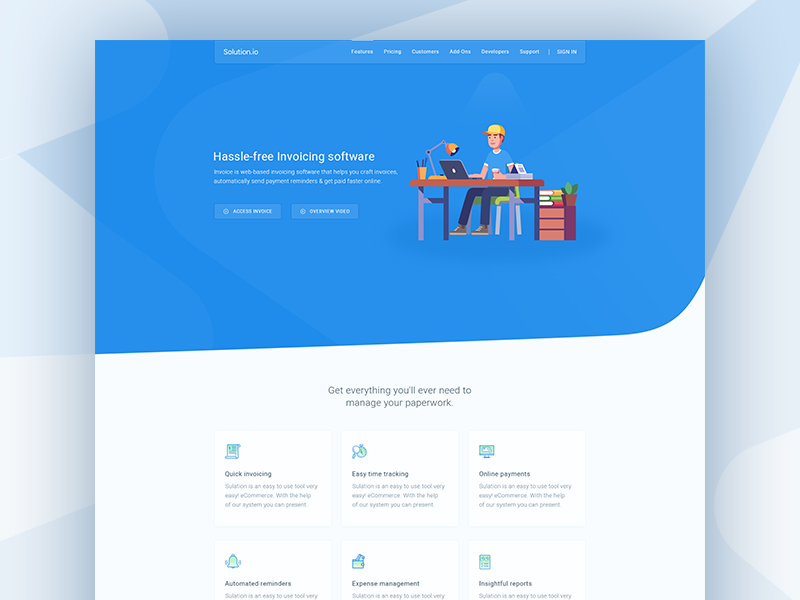 Solution.io
Features Pricing Customers Add-Ons Developers Support | SIGN IN
Hassle-free Invoicing software
Invoice is web-based invoicing software that helps you craft invoices,
automatically send payment reminders & get paid faster online.
ACCESS INVOICE
OVERVIEW VIDEO
Get everything you'll ever need to
manage your paperwork.
Quick invoicing
Sulation is an easy to use tool very
easy! eCommerce. With the help
of our system you can present.
Easy time tracking
Sulation is an easy to use tool very
easy! eCommerce. With the help
of our system you can present.
Online payments
Sulation is an easy to use tool very
easy! eCommerce. With the help
of our system you can present.
Automated reminders
Sulation is an easy to use tool very
Expense management
Sulation is an easy to use tool very
Insightful reports
Sulation is an easy to use tool very